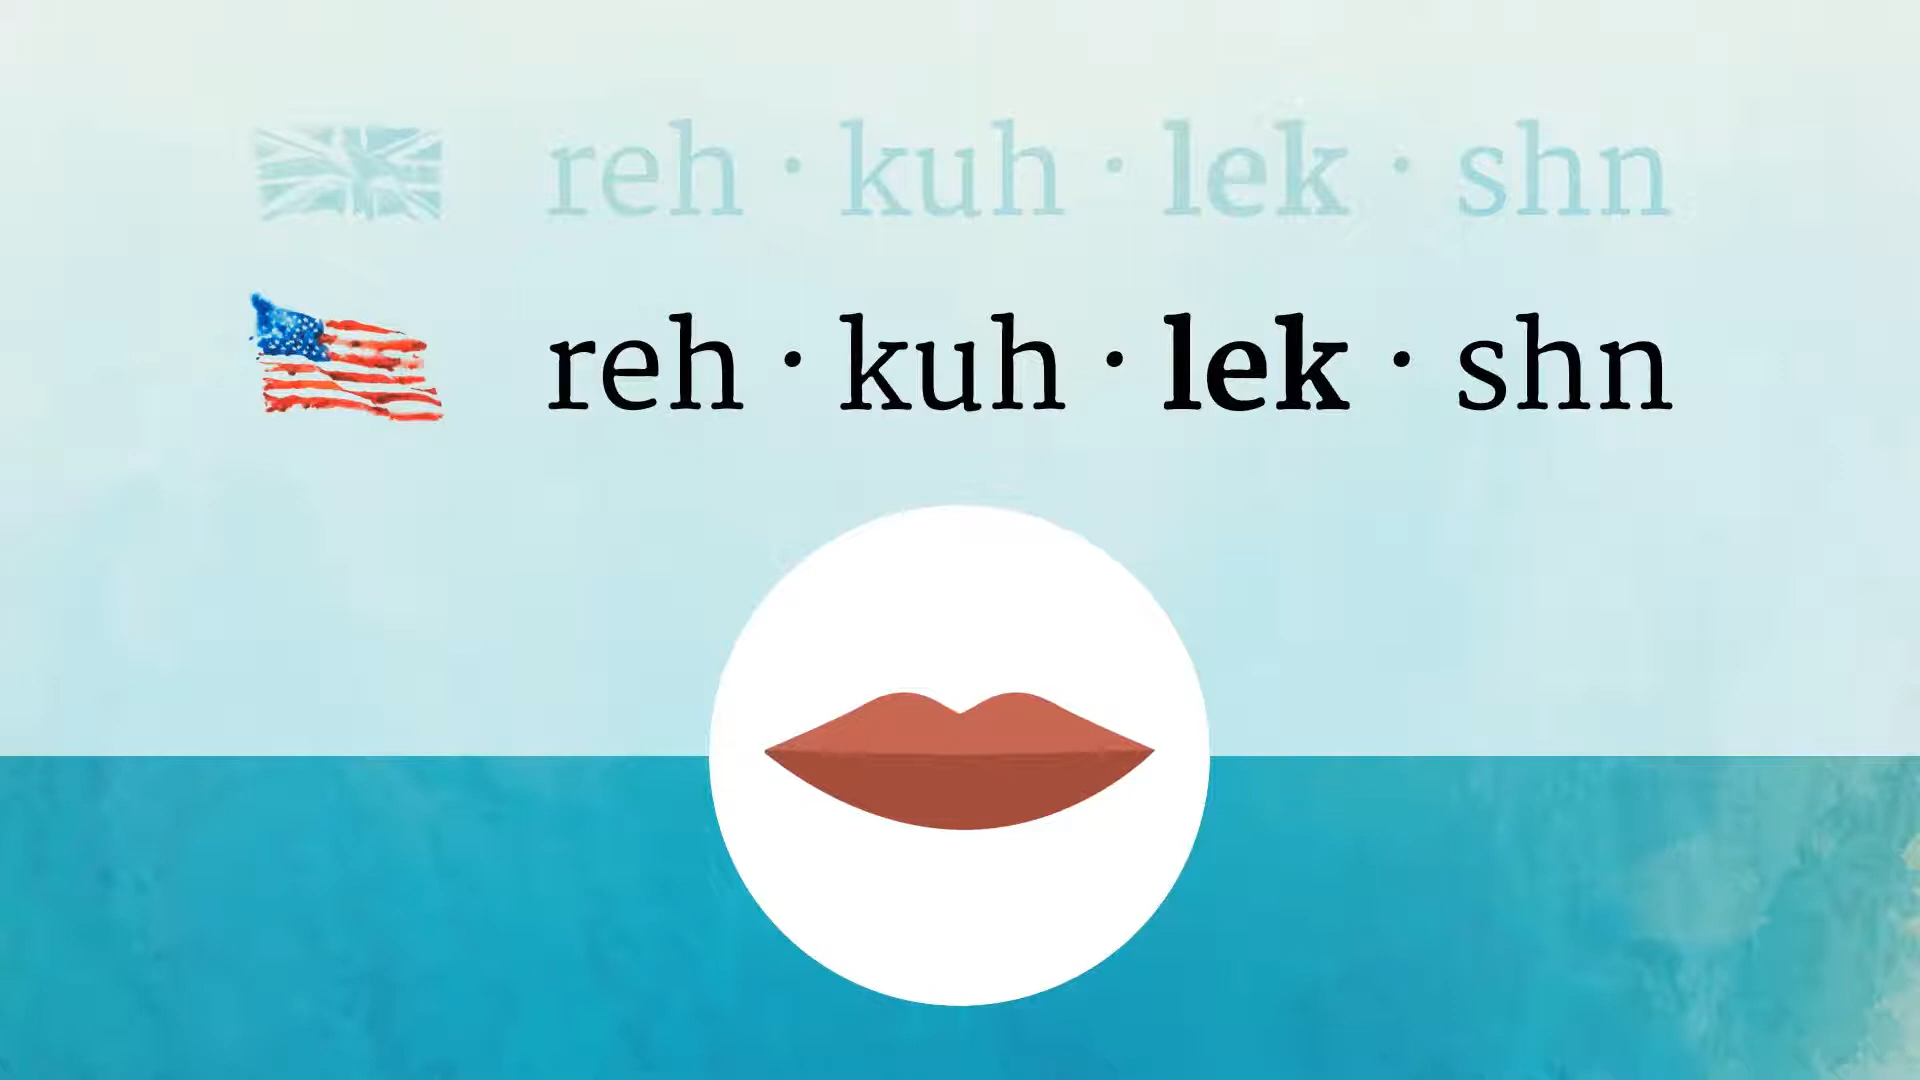 reh · kuh · lek · shn
reh · kuh · lek · shn